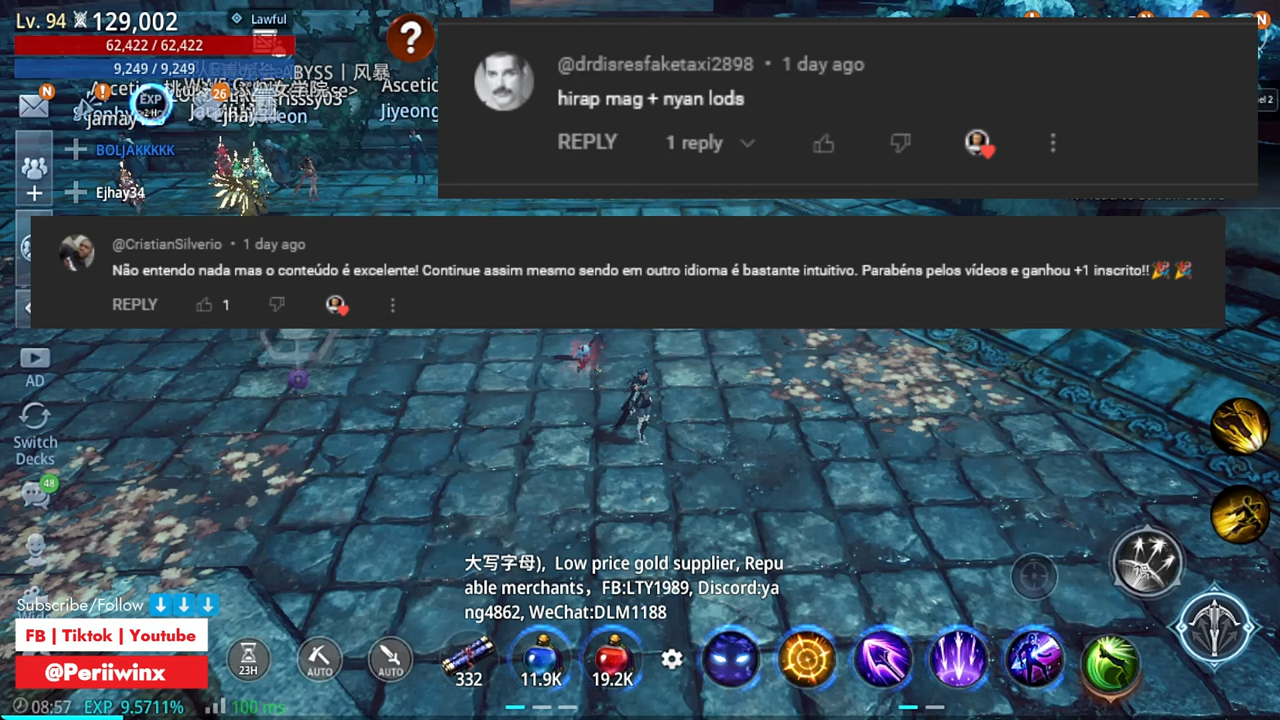 Lv. 94 129,002
Lawful
62,422 / 62,422
9,249 / 9,249
BYSS | 风暴
N
N
N
?
@drdisresfaketaxi2898 • 1 day ago
hirap mag + nyan lods
REPLY 1 reply
EXP
26
Ascetic
Jiyeong
Ejhay34
BOLJAKKKKK
Ejhay34
@CristianSilverio • 1 day ago
Não entendo nada mas o conteúdo é excelente! Continue assim mesmo sendo em outro idioma é bastante intuitivo. Parabéns pelos vídeos e ganhou +1 inscrito!!🎉 🎉
REPLY 1
AD
Switch
Decks
48
大写字母), Low price gold supplier, Repu
able merchants, FB:LTY1989, Discord:ya
ng4862, WeChat:DLM1188
Subscribe/Follow
FB | Tiktok | Youtube
@Periiwinx
23H
AUTO
AUTO
332
11.9K
19.2K
08:57 EXP 9.5711% 100 ms